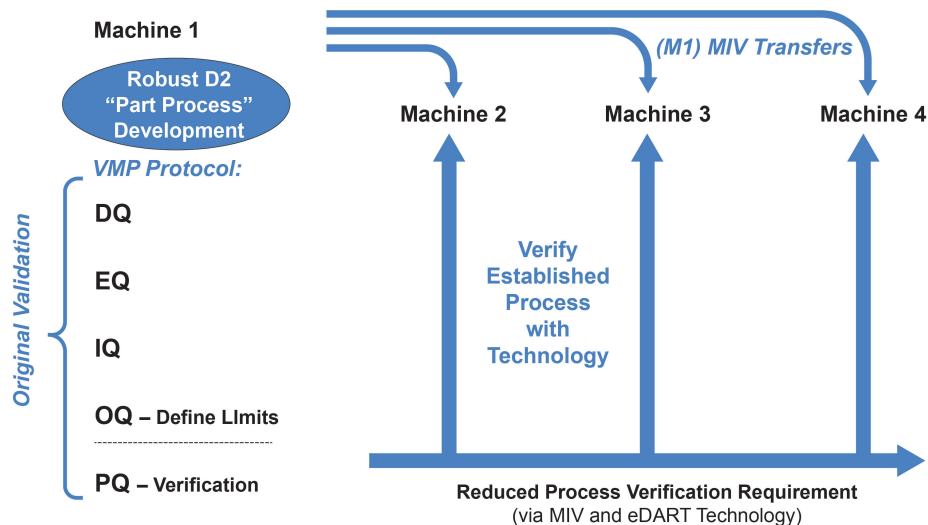 Machine 1
Robust D2
“Part Process”
Development
VMP Protocol:
Original Validation
DQ
EQ
IQ
OQ – Define LImits
PQ – Verification
(M1) MIV Transfers
Machine 2
Machine 3
Machine 4
Verify
Established
Process
with
Technology
Reduced Process Verification Requirement
(via MIV and eDART Technology)